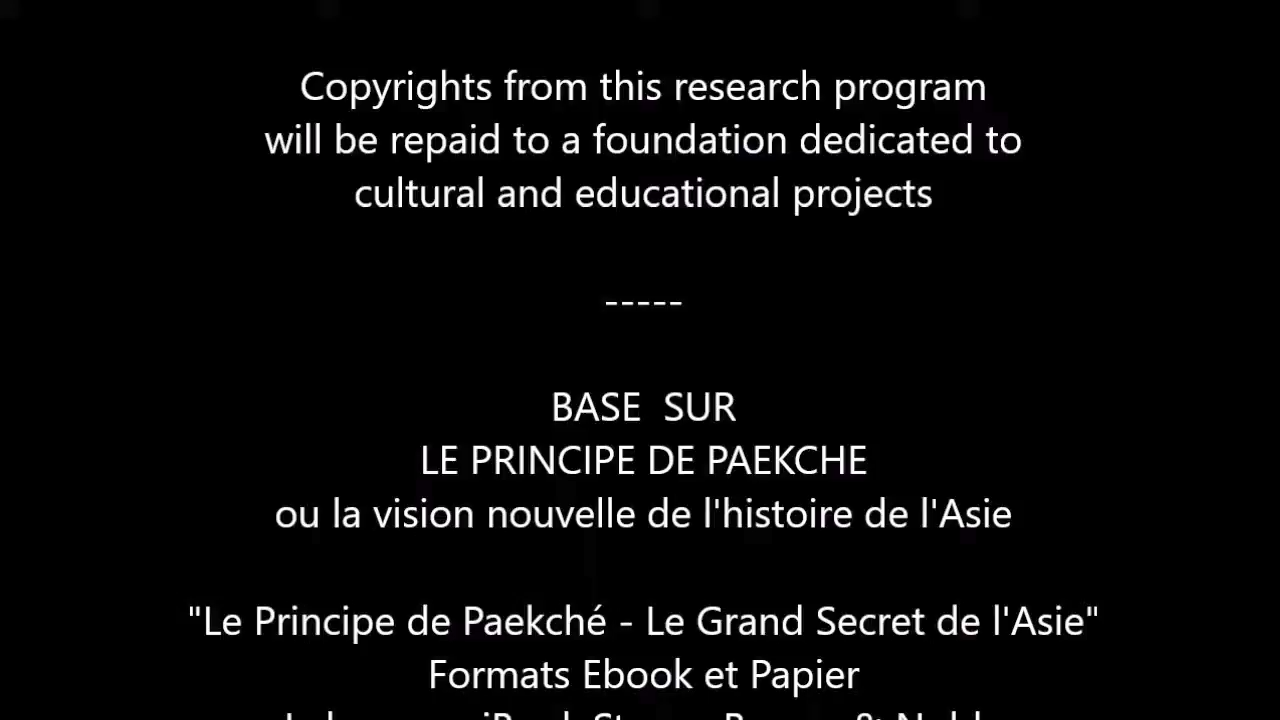 Copyrights from this research program
will be repaid to a foundation dedicated to
cultural and educational projects
-----
BASE  SUR
LE PRINCIPE DE PAEKCHE
ou la vision nouvelle de l'histoire de l'Asie
"Le Principe de Paekché - Le Grand Secret de l'Asie"
Formats Ebook et Papier